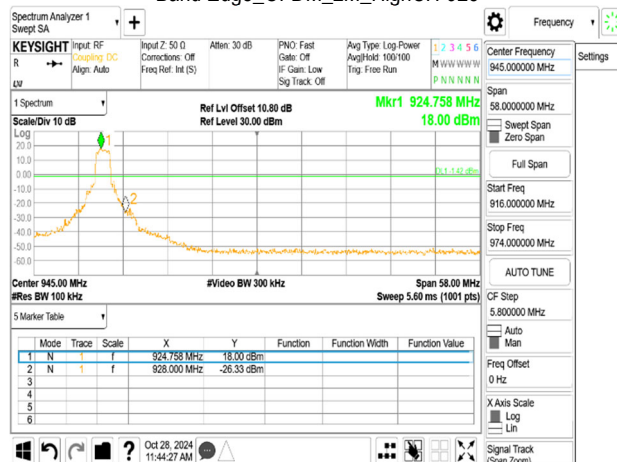 Spectrum Analyzer 1
Swept SA
Frequency
KEYSIGHT
Input: RF
Coupling: DC
Align: Auto
Input Z: 50 Ω
Corrections: Off
Freq Ref: Int (S)
Atten: 30 dB
PNO: Fast
Gate: Off
IF Gain: Low
Sig Track: Off
Avg Type: Log-Power
Avg|Hold: 100/100
Trig: Free Run
1 2 3 4 5 6
M W W W W W
P N N N N N
R
LXI
Center Frequency
945.000000 MHz
Settings
Span
58.0000000 MHz
Swept Span
Zero Span
Full Span
Start Freq
916.000000 MHz
Stop Freq
974.000000 MHz
AUTO TUNE
CF Step
5.800000 MHz
Auto
Man
Freq Offset
0 Hz
X Axis Scale
Log
Lin
Signal Track
(Span Zoom)
1 Spectrum
Scale/Div 10 dB
Ref Lvl Offset 10.80 dB
Ref Level 30.00 dBm
Mkr1 924.758 MHz
18.00 dBm
Log
20.0
10.0
0.00
-10.0
-20.0
-30.0
-40.0
-50.0
-60.0
1
2
DL1 -1.42 dBm
Center 945.00 MHz
#Res BW 100 kHz
#Video BW 300 kHz
Span 58.00 MHz
Sweep 5.60 ms (1001 pts)
5 Marker Table
Mode Trace Scale X Y Function Function Width Function Value
1 N 1 f 924.758 MHz 18.00 dBm
2 N 1 f 928.000 MHz -26.33 dBm
3
4
5
6
Oct 28, 2024
11:44:27 AM